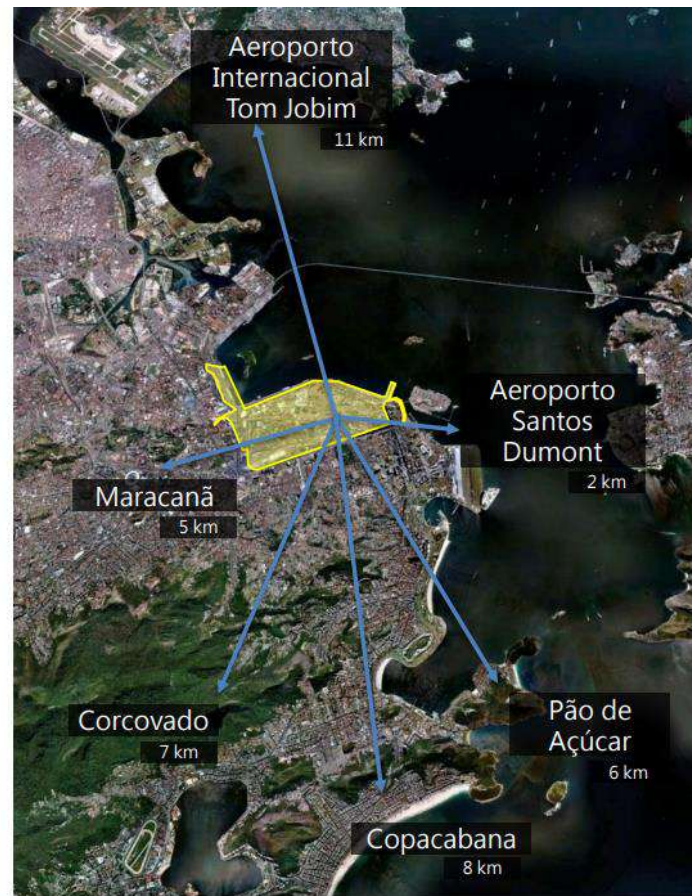 Aeroporto
Internacional
Tom Jobim
11 km
Aeroporto
Santos
Dumont
2 km
Maracanã
5 km
Corcovado
7 km
Pão de
Açúcar
6 km
Copacabana
8 km